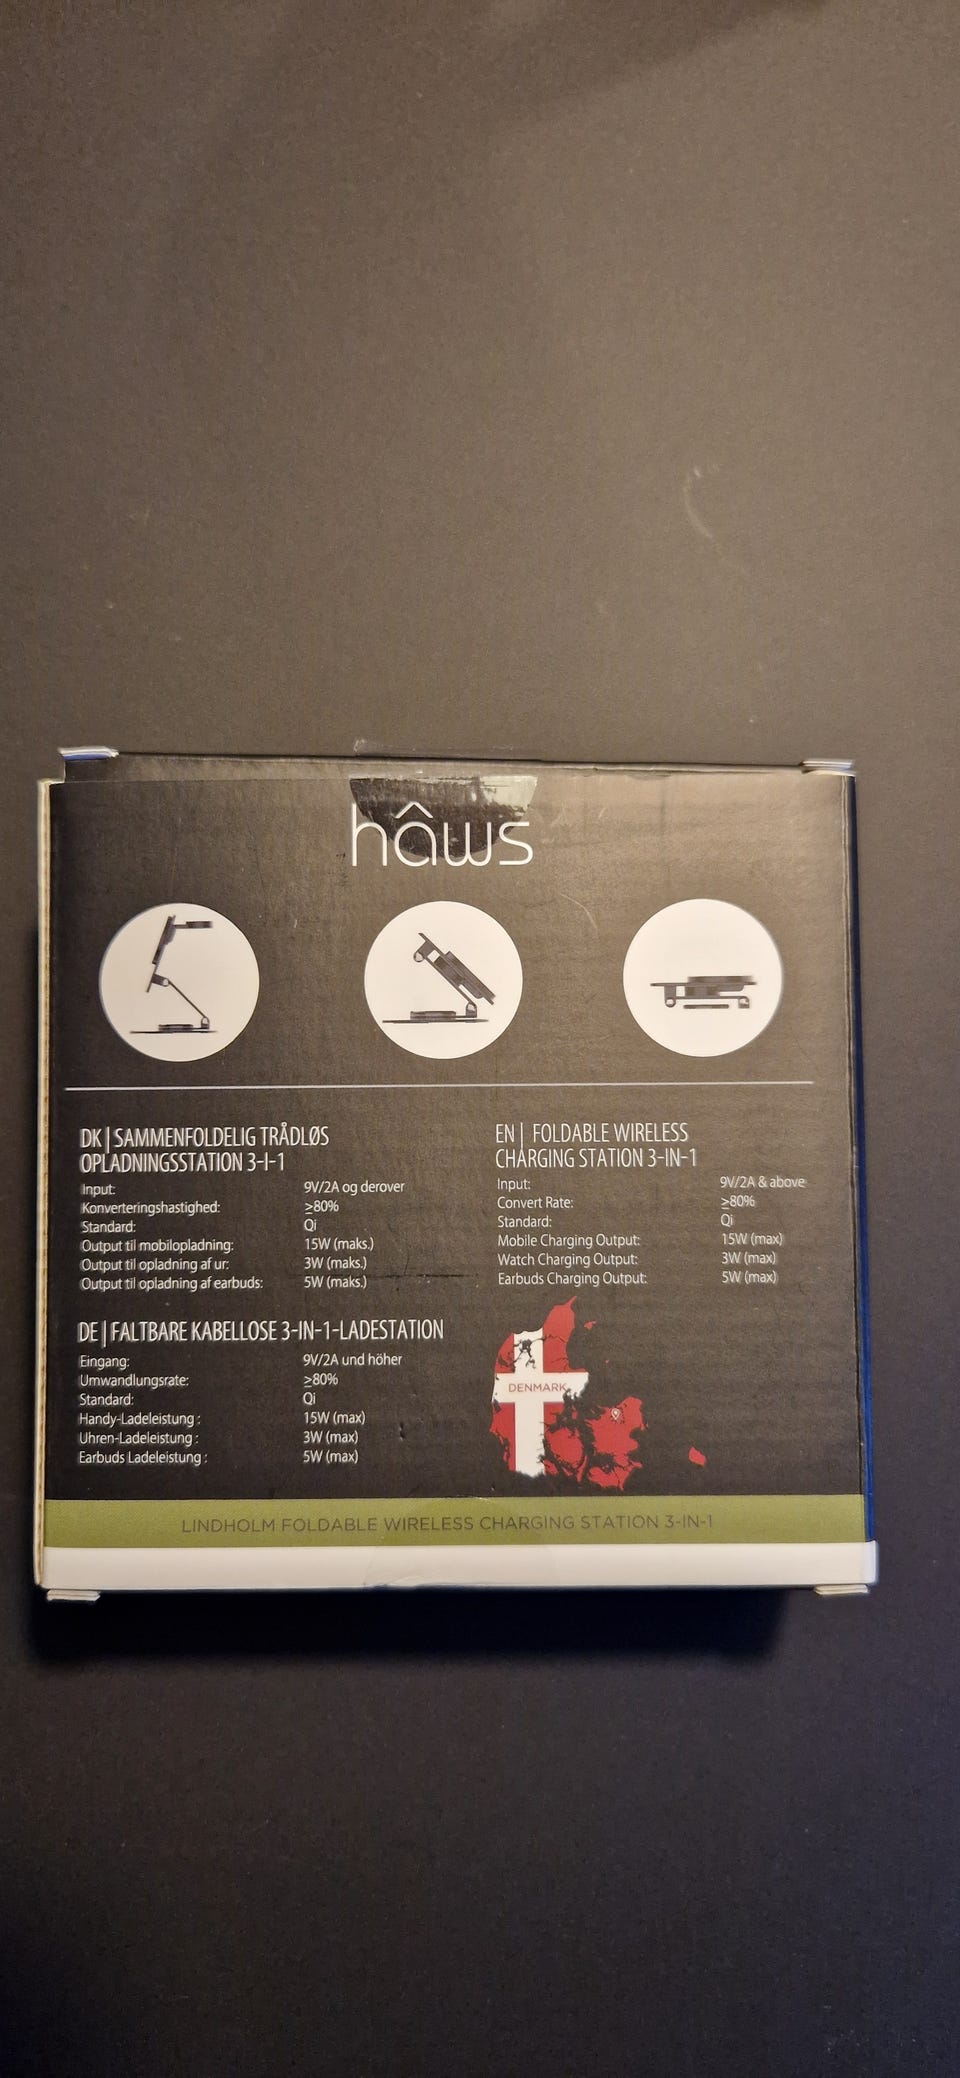 hâws
DK | SAMMENFOLDELIG TRÅDLØS
OPLADNINGSSTATION 3-I-1
Input: 9V/2A og derover
Konverteringshastighed: ≥80%
Standard: Qi
Output til mobilopladning: 15W (maks.)
Output til opladning af ur: 3W (maks.)
Output til opladning af earbuds: 5W (maks.)
EN | FOLDABLE WIRELESS
CHARGING STATION 3-IN-1
Input: 9V/2A & above
Convert Rate: ≥80%
Standard: Qi
Mobile Charging Output: 15W (max)
Watch Charging Output: 3W (max)
Earbuds Charging Output: 5W (max)
DE | FALTBARE KABELLOSE 3-IN-1-LADESTATION
Eingang: 9V/2A und höher
Umwandlungsrate: ≥80%
Standard: Qi
Handy-Ladeleistung : 15W (max)
Uhren-Ladeleistung : 3W (max)
Earbuds Ladeleistung : 5W (max)
DENMARK
LINDHOLM FOLDABLE WIRELESS CHARGING STATION 3-IN-1